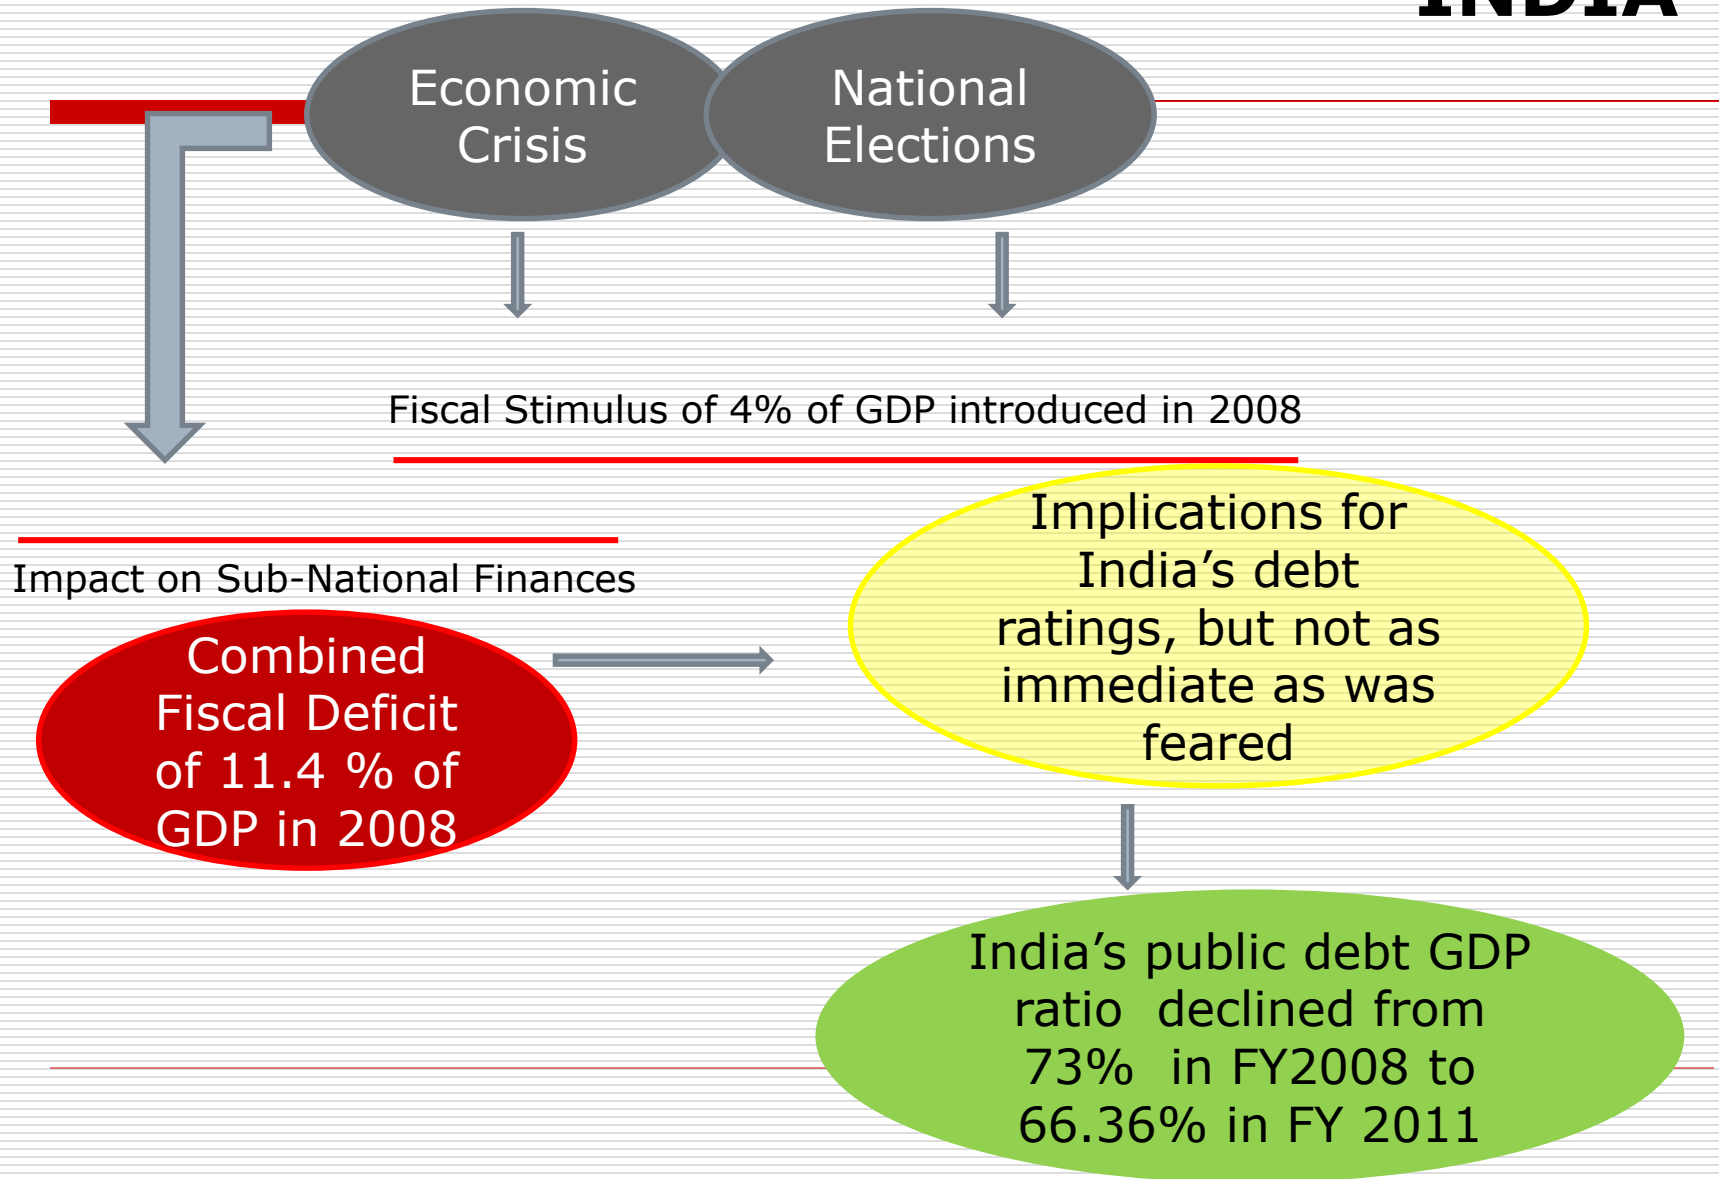 INDIA
Economic
Crisis
National
Elections
Fiscal Stimulus of 4% of GDP introduced in 2008
Impact on Sub-National Finances
Combined
Fiscal Deficit
of 11.4 % of
GDP in 2008
Implications for
India’s debt
ratings, but not as
immediate as was
feared
India’s public debt GDP
ratio  declined from
73%  in FY2008 to
66.36% in FY 2011